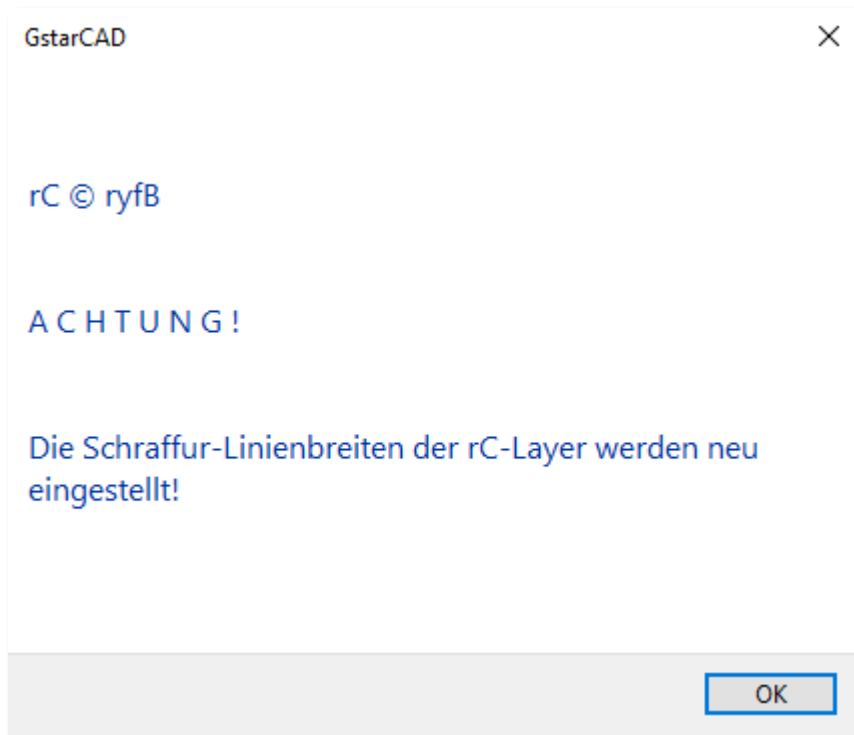 GstarCAD
rC © ryfB
A C H T U N G !
Die Schraffur-Linienbreiten der rC-Layer werden neu
eingestellt!
OK